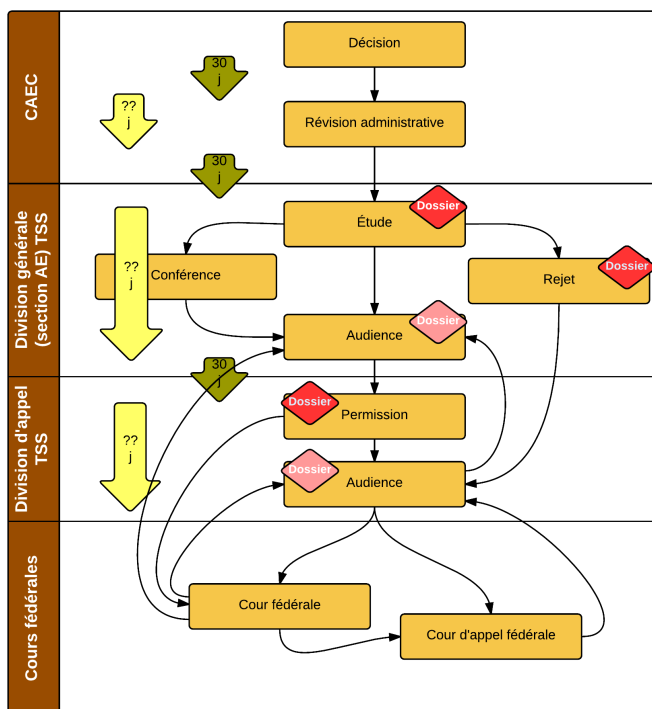 CAEC
Décision
30
j
??
j
Révision administrative
30
j
Division générale
(section AE) TSS
Dossier
Étude
??
j
Conférence
Dossier
Rejet
Dossier
Audience
30
j
Division d'appel
TSS
Dossier
Permission
??
j
Dossier
Audience
Cours fédérales
Cour fédérale
Cour d'appel fédérale